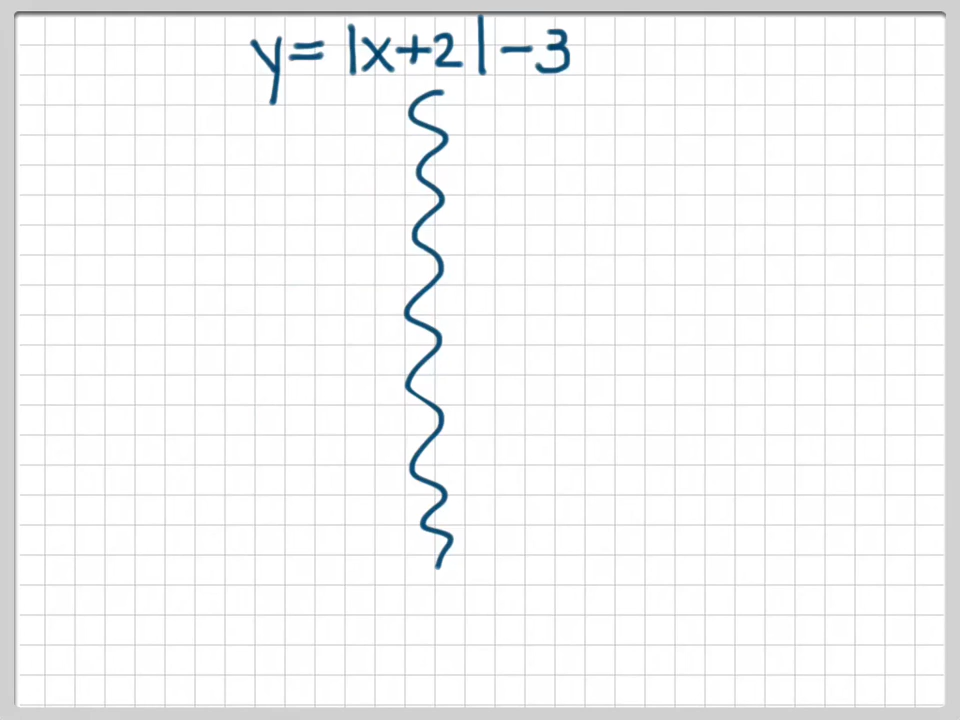 y = |x+2| - 3